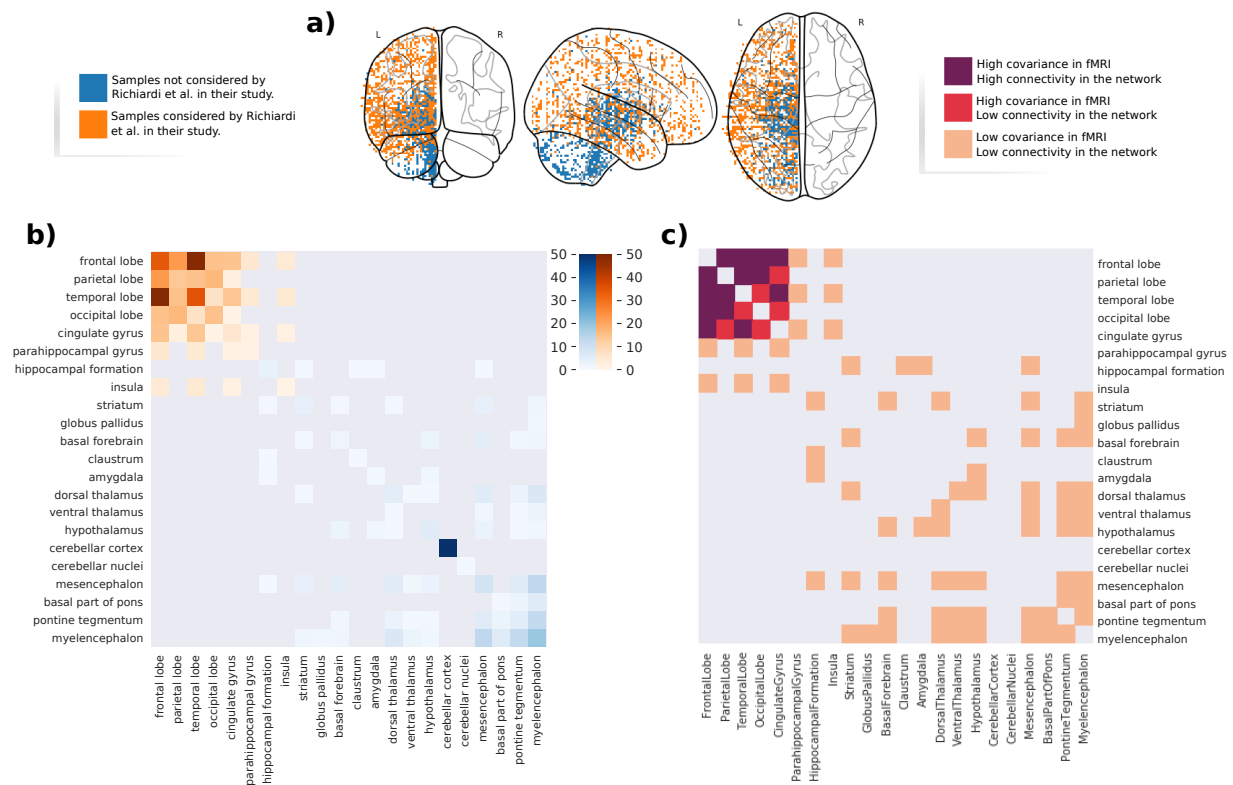 a)
L
R
L
R
Samples not considered by
Richiardi et al. in their study.
Samples considered by Richiardi
et al. in their study.
High covariance in fMRI
High connectivity in the network
High covariance in fMRI
Low connectivity in the network
Low covariance in fMRI
Low connectivity in the network
b)
frontal lobe
parietal lobe
temporal lobe
occipital lobe
cingulate gyrus
parahippocampal gyrus
hippocampal formation
insula
striatum
globus pallidus
basal forebrain
claustrum
amygdala
dorsal thalamus
ventral thalamus
hypothalamus
cerebellar cortex
cerebellar nuclei
mesencephalon
basal part of pons
pontine tegmentum
myelencephalon
frontal lobe
parietal lobe
temporal lobe
occipital lobe
cingulate gyrus
parahippocampal gyrus
hippocampal formation
insula
striatum
globus pallidus
basal forebrain
claustrum
amygdala
dorsal thalamus
ventral thalamus
hypothalamus
cerebellar cortex
cerebellar nuclei
mesencephalon
basal part of pons
pontine tegmentum
myelencephalon
50 50
40 40
30 30
20 20
10 10
0 0
c)
frontal lobe
parietal lobe
temporal lobe
occipital lobe
cingulate gyrus
parahippocampal gyrus
hippocampal formation
insula
striatum
globus pallidus
basal forebrain
claustrum
amygdala
dorsal thalamus
ventral thalamus
hypothalamus
cerebellar cortex
cerebellar nuclei
mesencephalon
basal part of pons
pontine tegmentum
myelencephalon
FrontalLobe
ParietalLobe
TemporalLobe
OccipitalLobe
CingulateGyrus
ParahippocampalGyrus
HippocampalFormation
Insula
Striatum
GlobusPallidus
BasalForebrain
Claustrum
Amygdala
DorsalThalamus
VentralThalamus
Hypothalamus
CerebellarCortex
CerebellarNuclei
Mesencephalon
BasalPartOfPons
PontineTegmentum
Myelencephalon